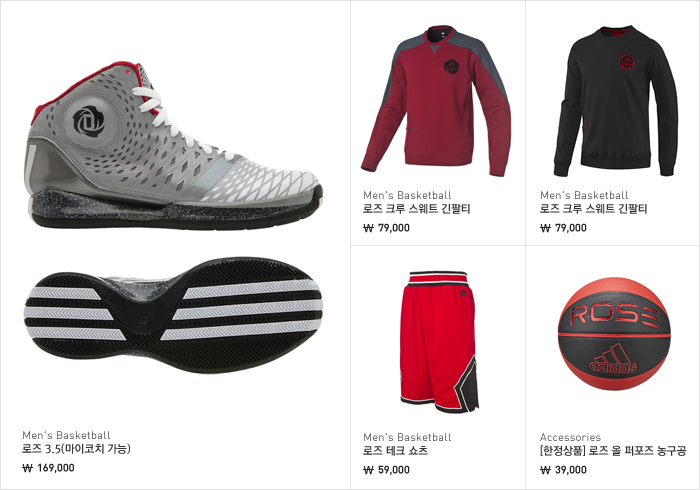 Men's Basketball
로즈 3.5(마이코치 가능)
₩ 169,000
Men's Basketball
로즈 크루 스웨트 긴팔티
₩ 79,000
Men's Basketball
로즈 크루 스웨트 긴팔티
₩ 79,000
Men's Basketball
로즈 테크 쇼츠
₩ 59,000
ROSE
adidas
Accessories
[한정상품] 로즈 올 퍼포즈 농구공
₩ 39,000